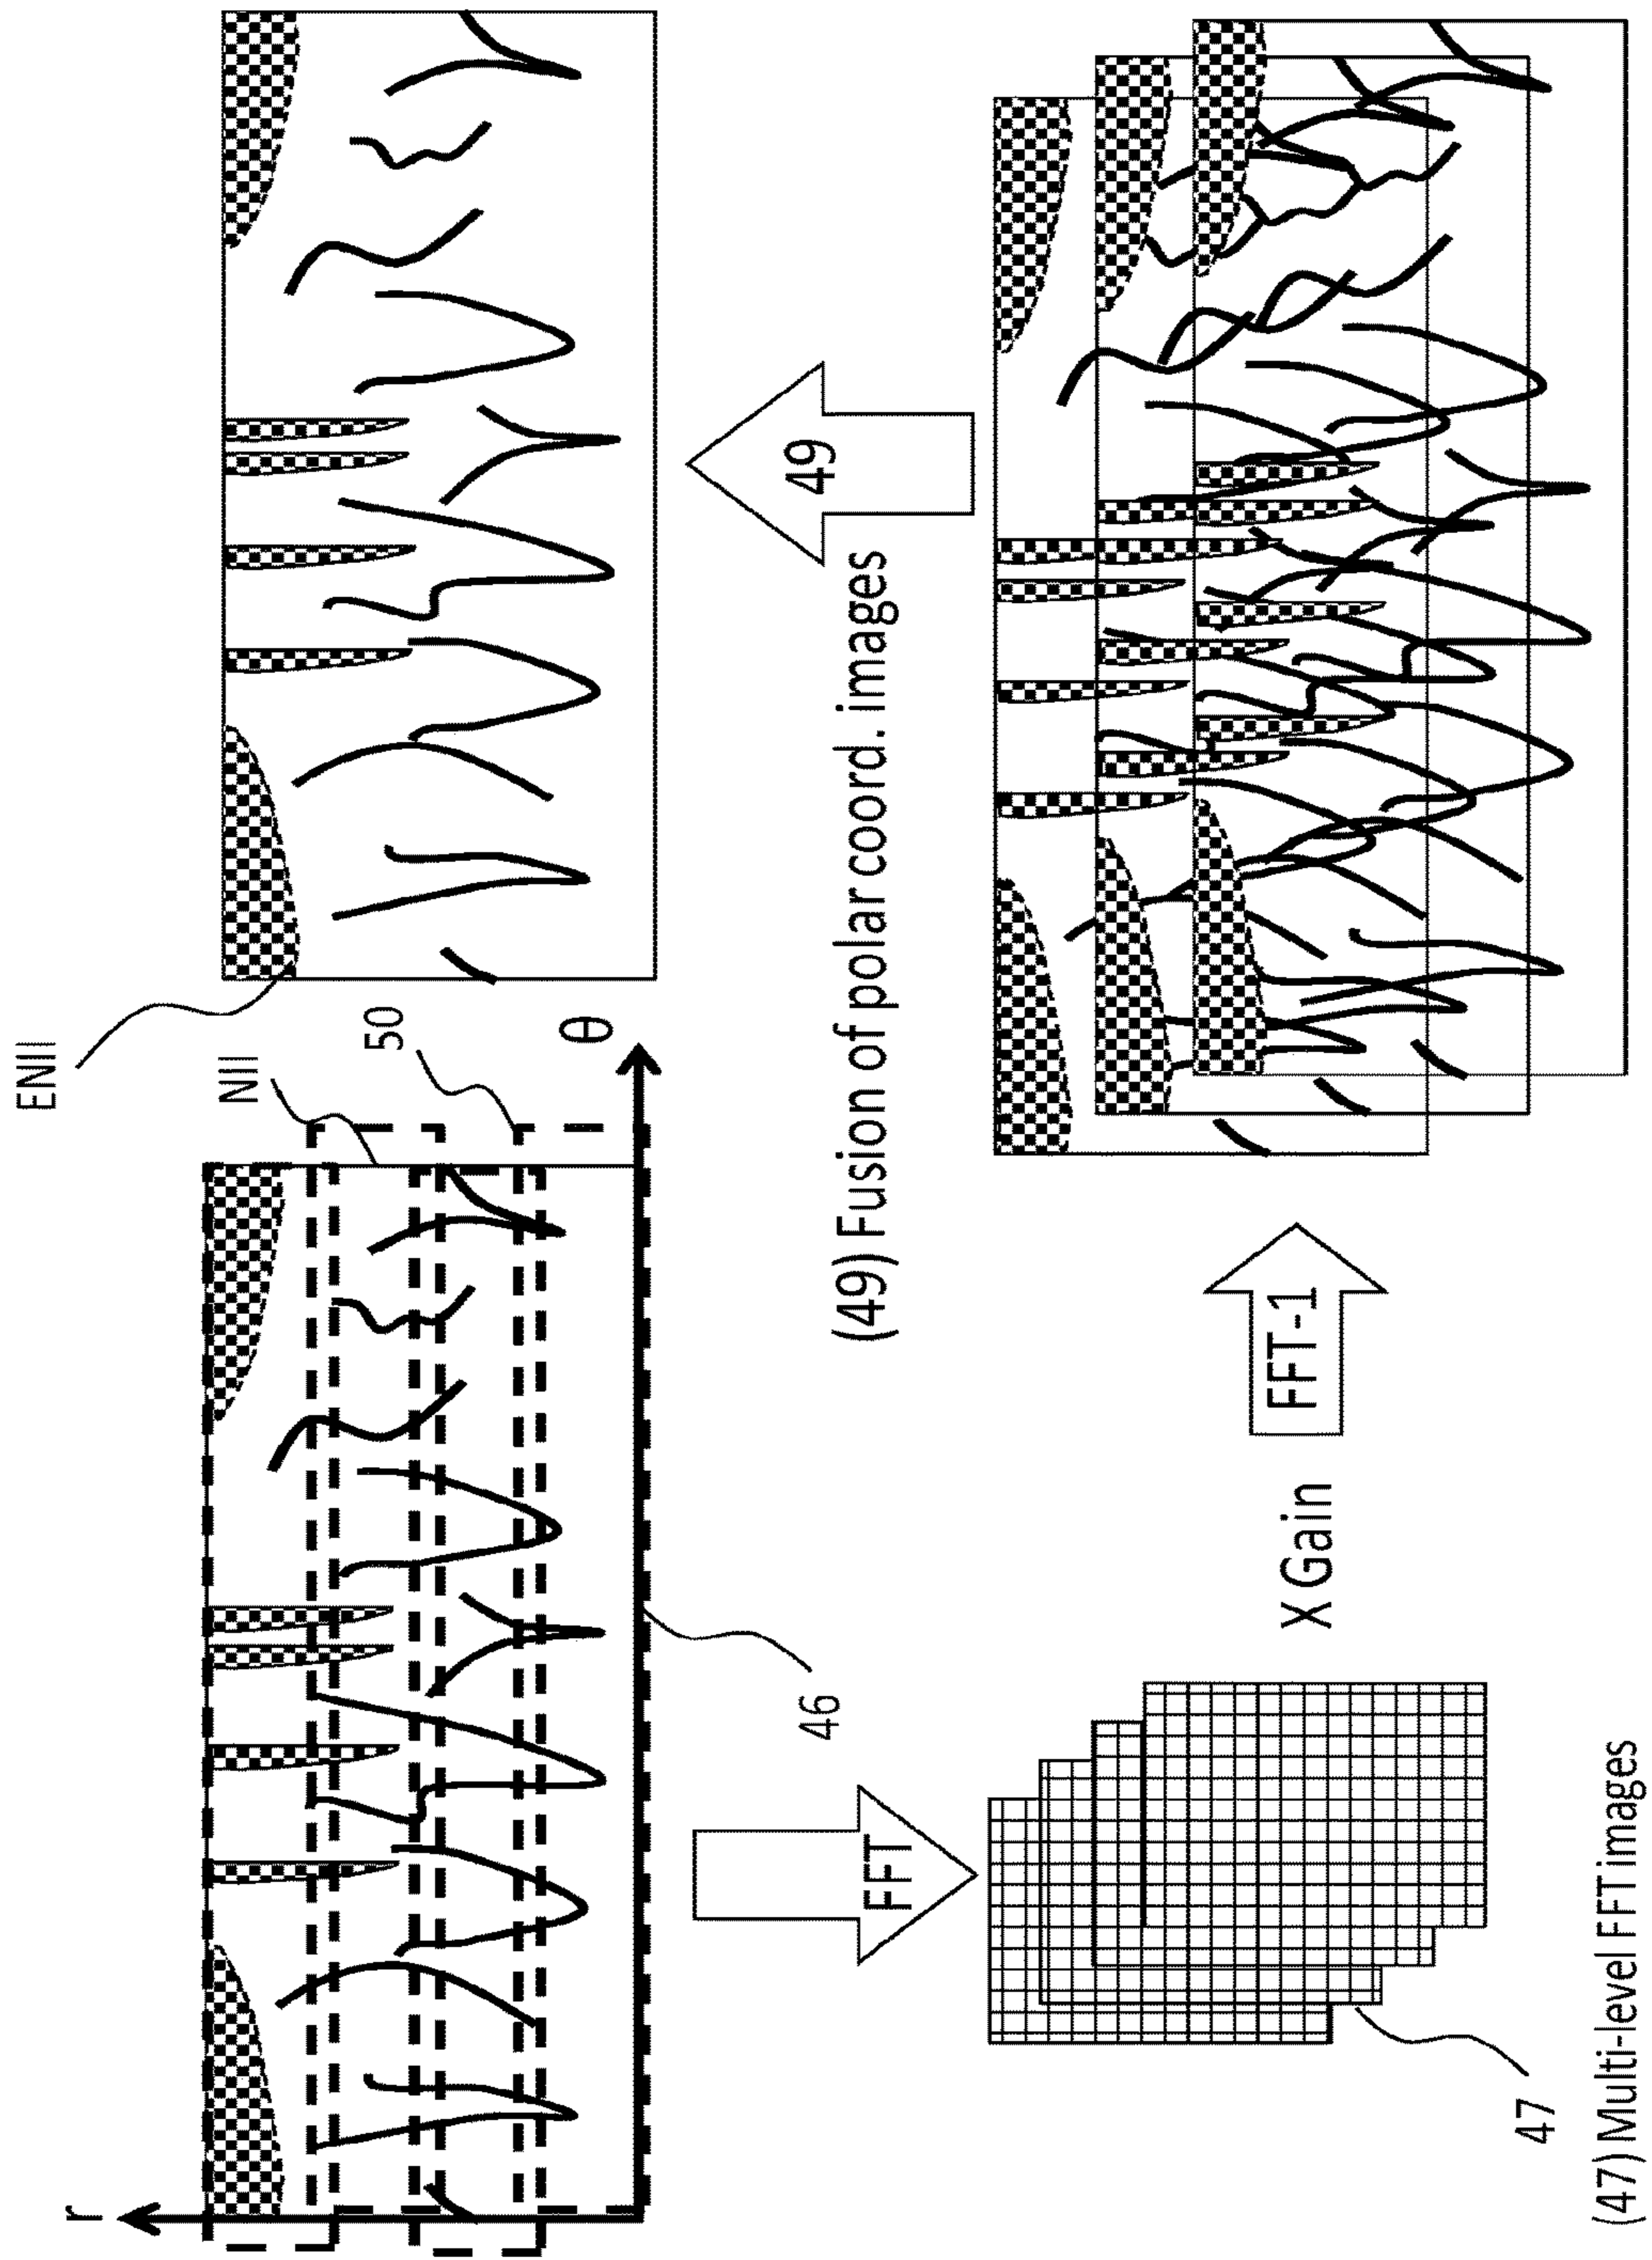 r
NII
ENII
50
θ
46
FFT
47
(47) Multi-level FFT images
X Gain
FFT-1
(49) Fusion of polar coord. images
49